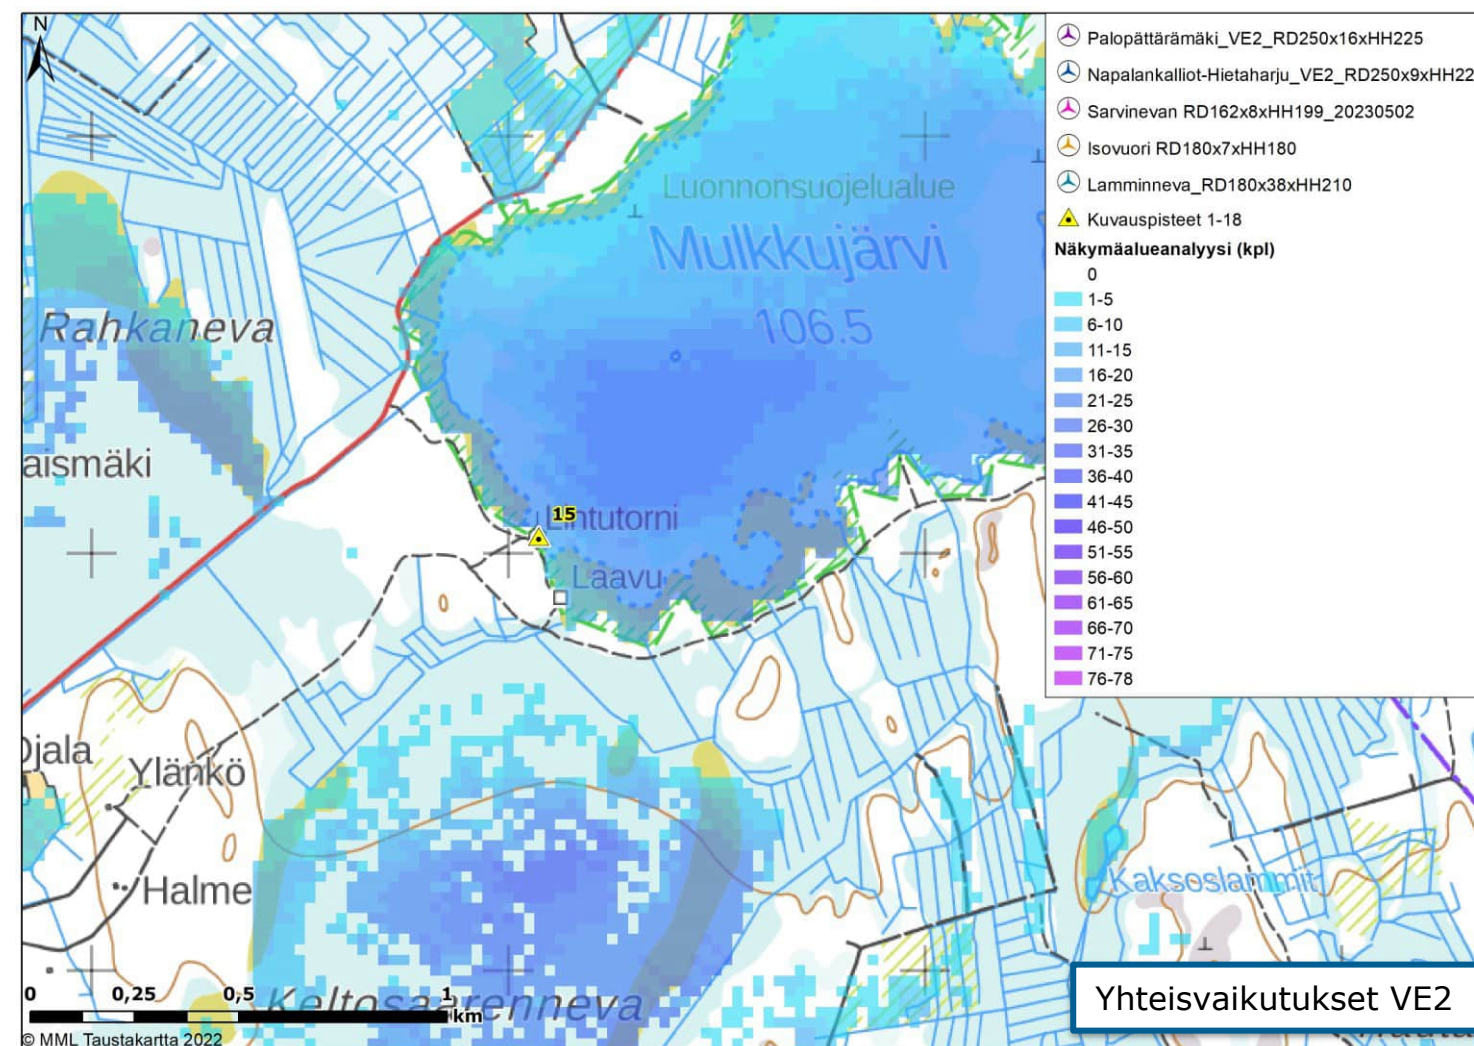 N
Palopättärämäki_VE2_RD250x16xHH225
Napalankalliot-Hietaharju_VE2_RD250x9xHH22
Sarvinevan RD162x8xHH199_20230502
Isovuori RD180x7xHH180
Lamminneva_RD180x38xHH210
Kuvauspisteet 1-18
Näkymäalueanalyysi (kpl)
0
1-5
6-10
11-15
16-20
21-25
26-30
31-35
36-40
41-45
46-50
51-55
56-60
61-65
66-70
71-75
76-78
Luonnonsuojelualue
Mulkkujärvi
106.5
Rahkaneva
aismäki
15
Lintutorni
Laavu
Ojala
Ylänkö
Halme
Kaksoslammit
Keltosaarenneva
0 0,25 0,5 1
km
© MML Taustakartta 2022
Yhteisvaikutukset VE2